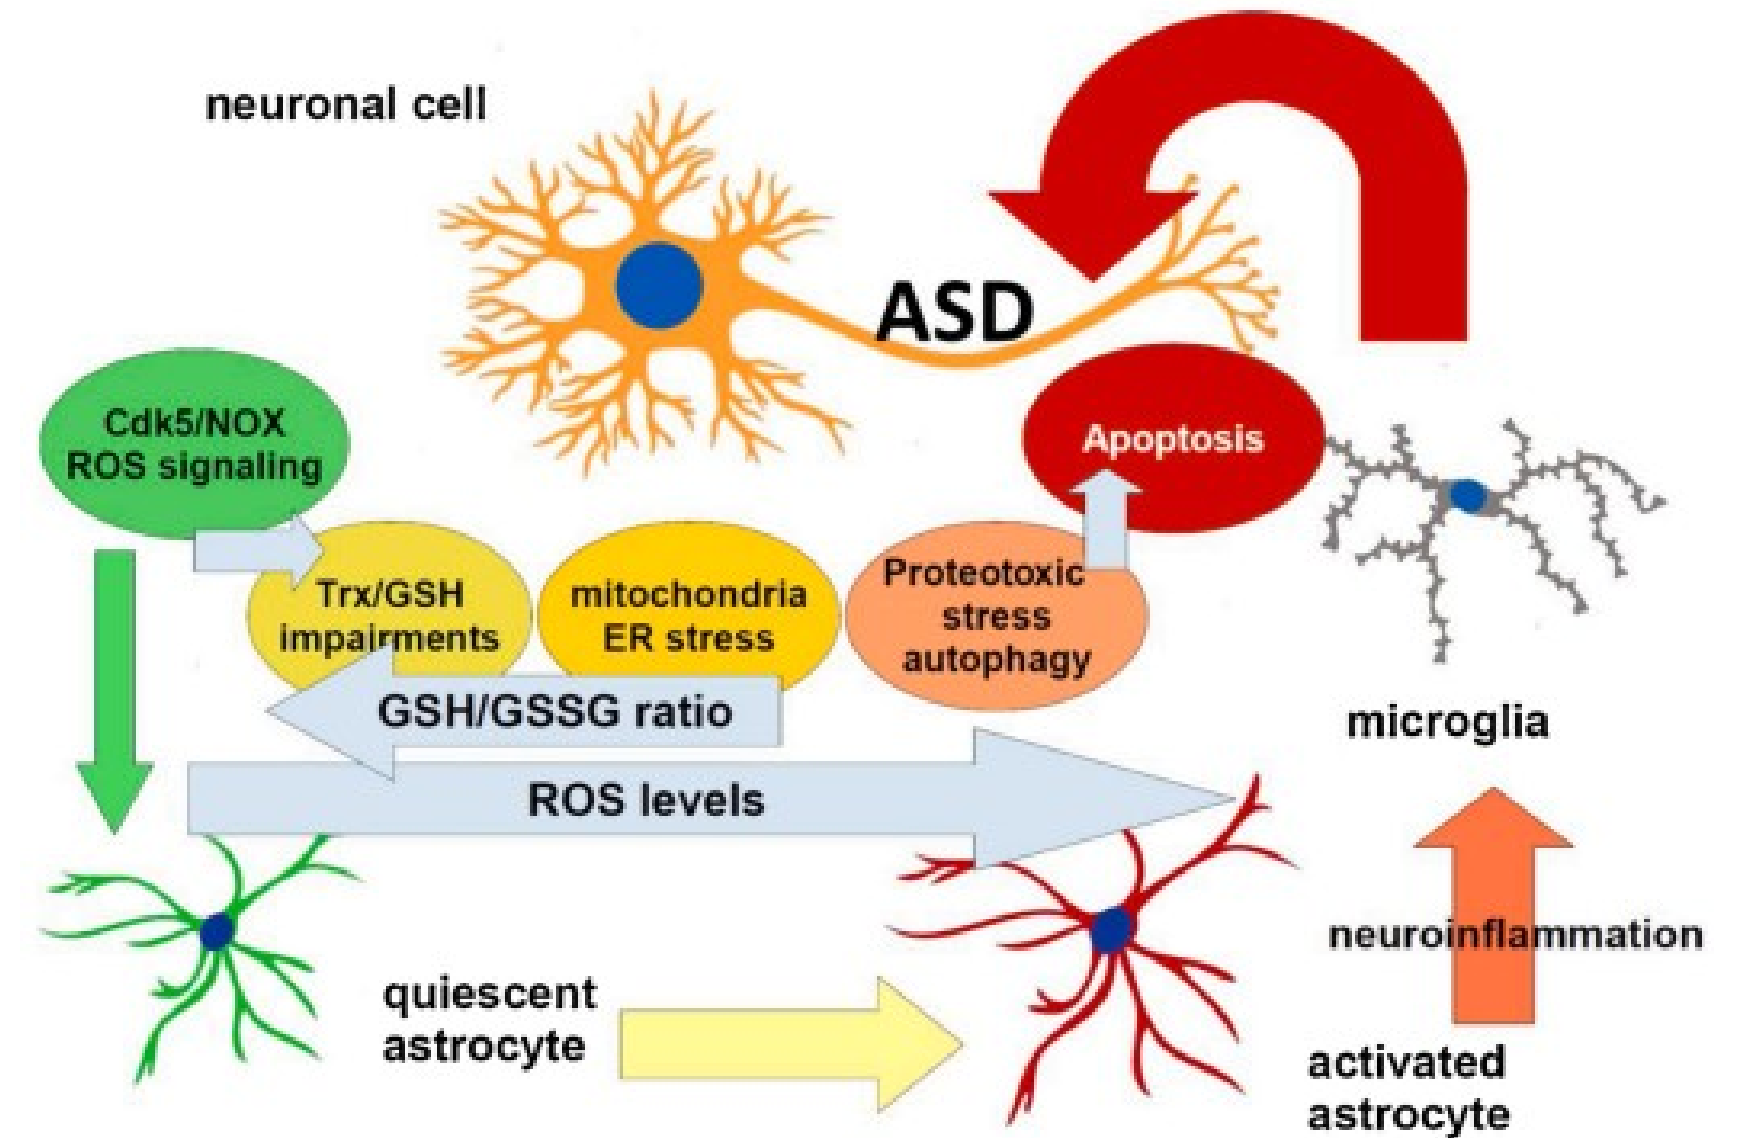 neuronal cell
ASD
Cdk5/NOX
ROS signaling
Apoptosis
Trx/GSH
impairments
mitochondria
ER stress
Proteotoxic
stress
autophagy
GSH/GSSG ratio
microglia
ROS levels
neuroinflammation
quiescent
astrocyte
activated
astrocyte